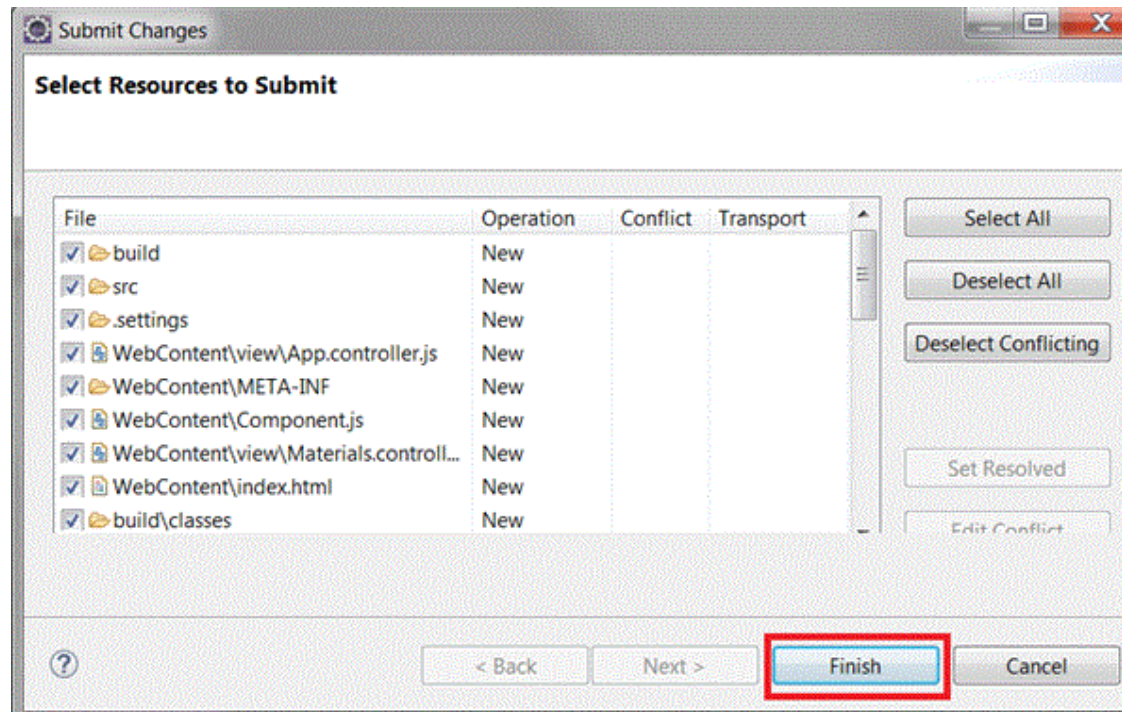 Submit Changes
Select Resources to Submit
File Operation Conflict Transport
build New
src New
.settings New
WebContent\view\App.controller.js New
WebContent\META-INF New
WebContent\Component.js New
WebContent\view\Materials.controll... New
WebContent\index.html New
build\classes New
Select All
Deselect All
Deselect Conflicting
Set Resolved
Edit Conflict
? < Back Next > Finish Cancel